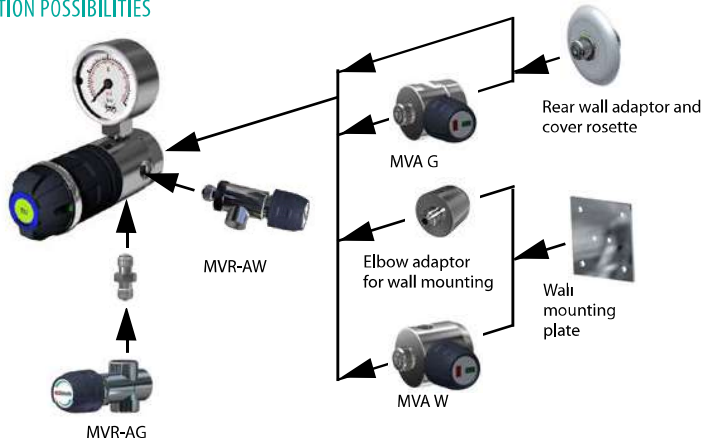 TION POSSIBILITIES
Rear wall adaptor and
cover rosette
MVA G
MVR-AW
Elbow adaptor
for wall mounting
Wall
mounting
plate
MVA W
MVR-AG